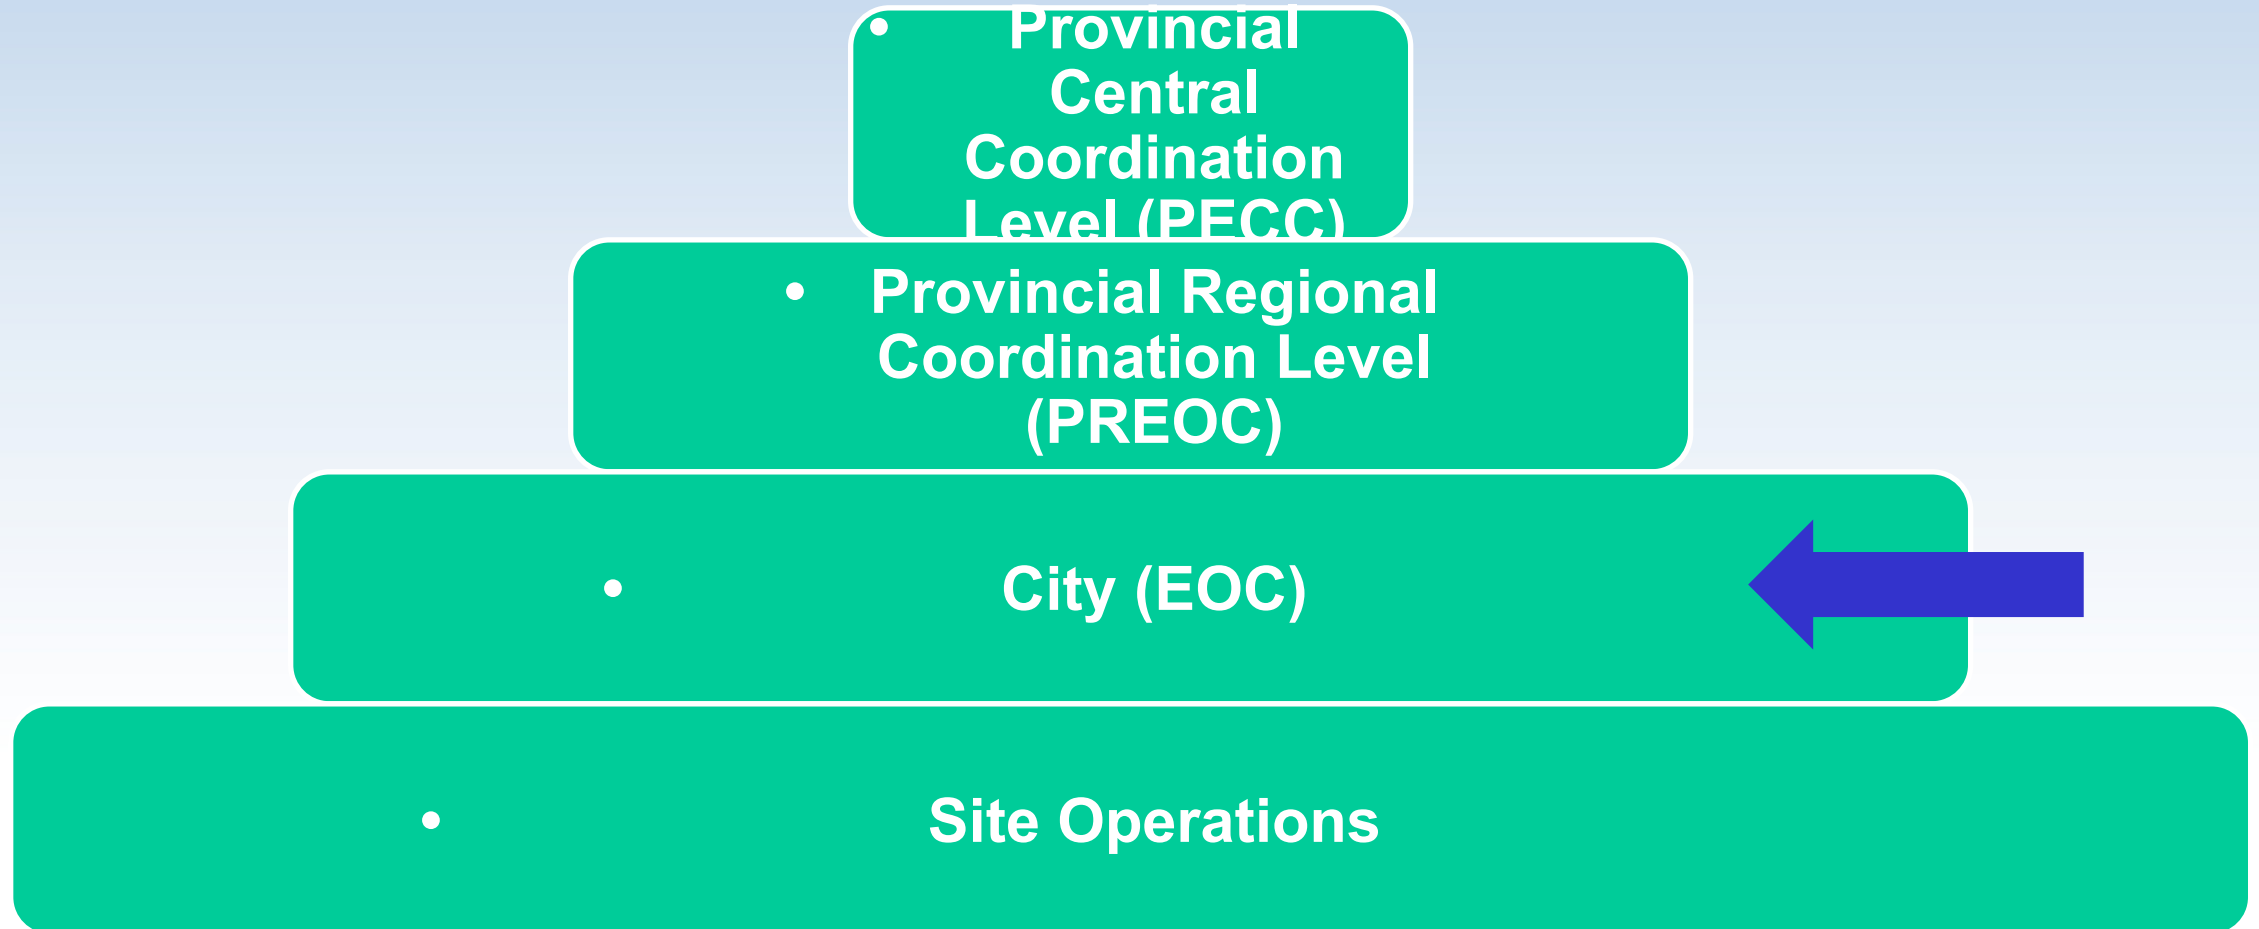 • Provincial
Central
Coordination
Level (PECC)
• Provincial Regional
Coordination Level
(PREOC)
• City (EOC)
• Site Operations